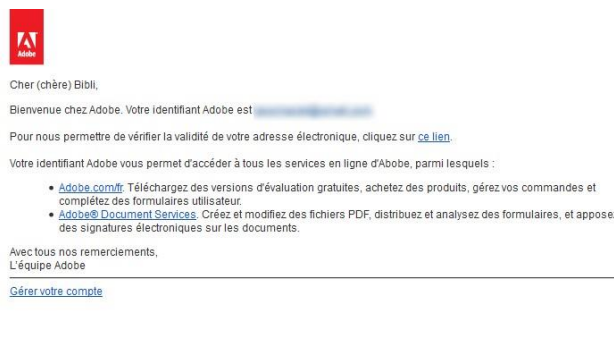 Adobe
Cher (chère) Bibli,
Bienvenue chez Adobe. Votre identifiant Adobe est
Pour nous permettre de vérifier la validité de votre adresse électronique, cliquez sur ce lien.
Votre identifiant Adobe vous permet d'accéder à tous les services en ligne d'Abobe, parmi lesquels :
• Adobe.com/fr. Téléchargez des versions d'évaluation gratuites, achetez des produits, gérez vos commandes et
complétez des formulaires utilisateur.
• Adobe® Document Services. Créez et modifiez des fichiers PDF, distribuez et analysez des formulaires, et appose
des signatures électroniques sur les documents.
Avec tous nos remerciements,
L'équipe Adobe
Gérer votre compte